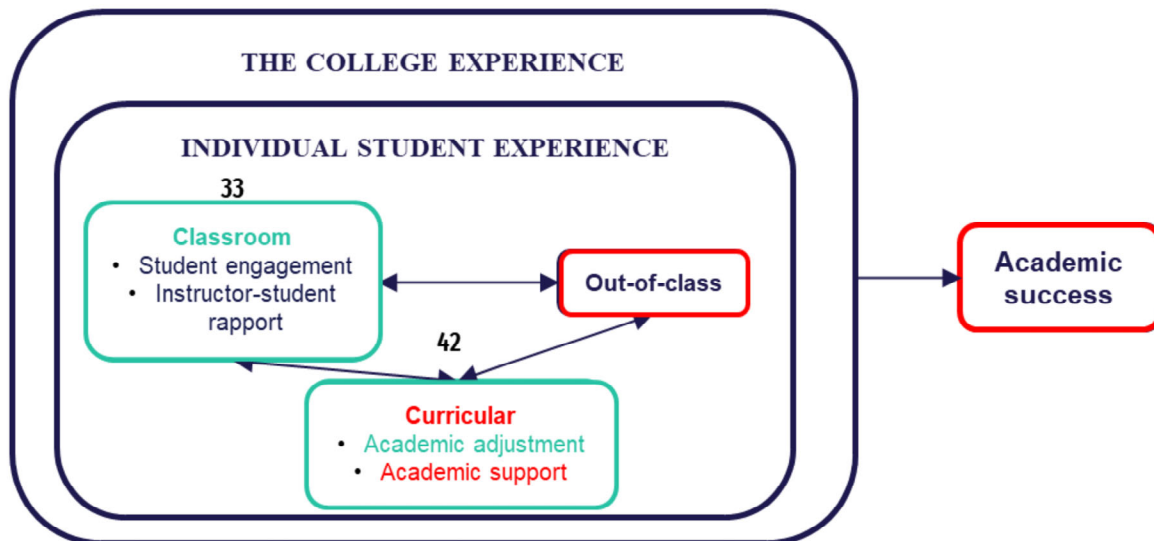 THE COLLEGE EXPERIENCE
INDIVIDUAL STUDENT EXPERIENCE
33
Classroom
• Student engagement
• Instructor-student
rapport
Out-of-class
42
Curricular
• Academic adjustment
• Academic support
Academic
success